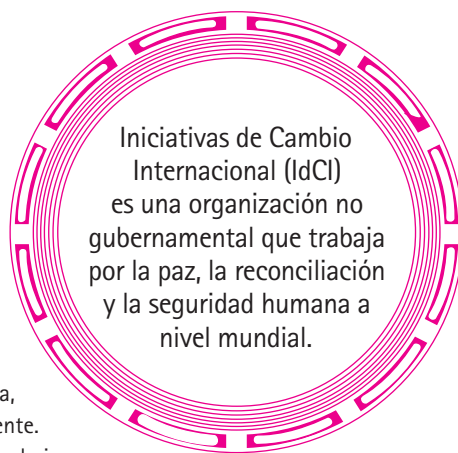 Iniciativas de Cambio
Internacional (IdCI)
es una organización no
gubernamental que trabaja
por la paz, la reconciliación
y la seguridad humana a
nivel mundial.
a,
ente.